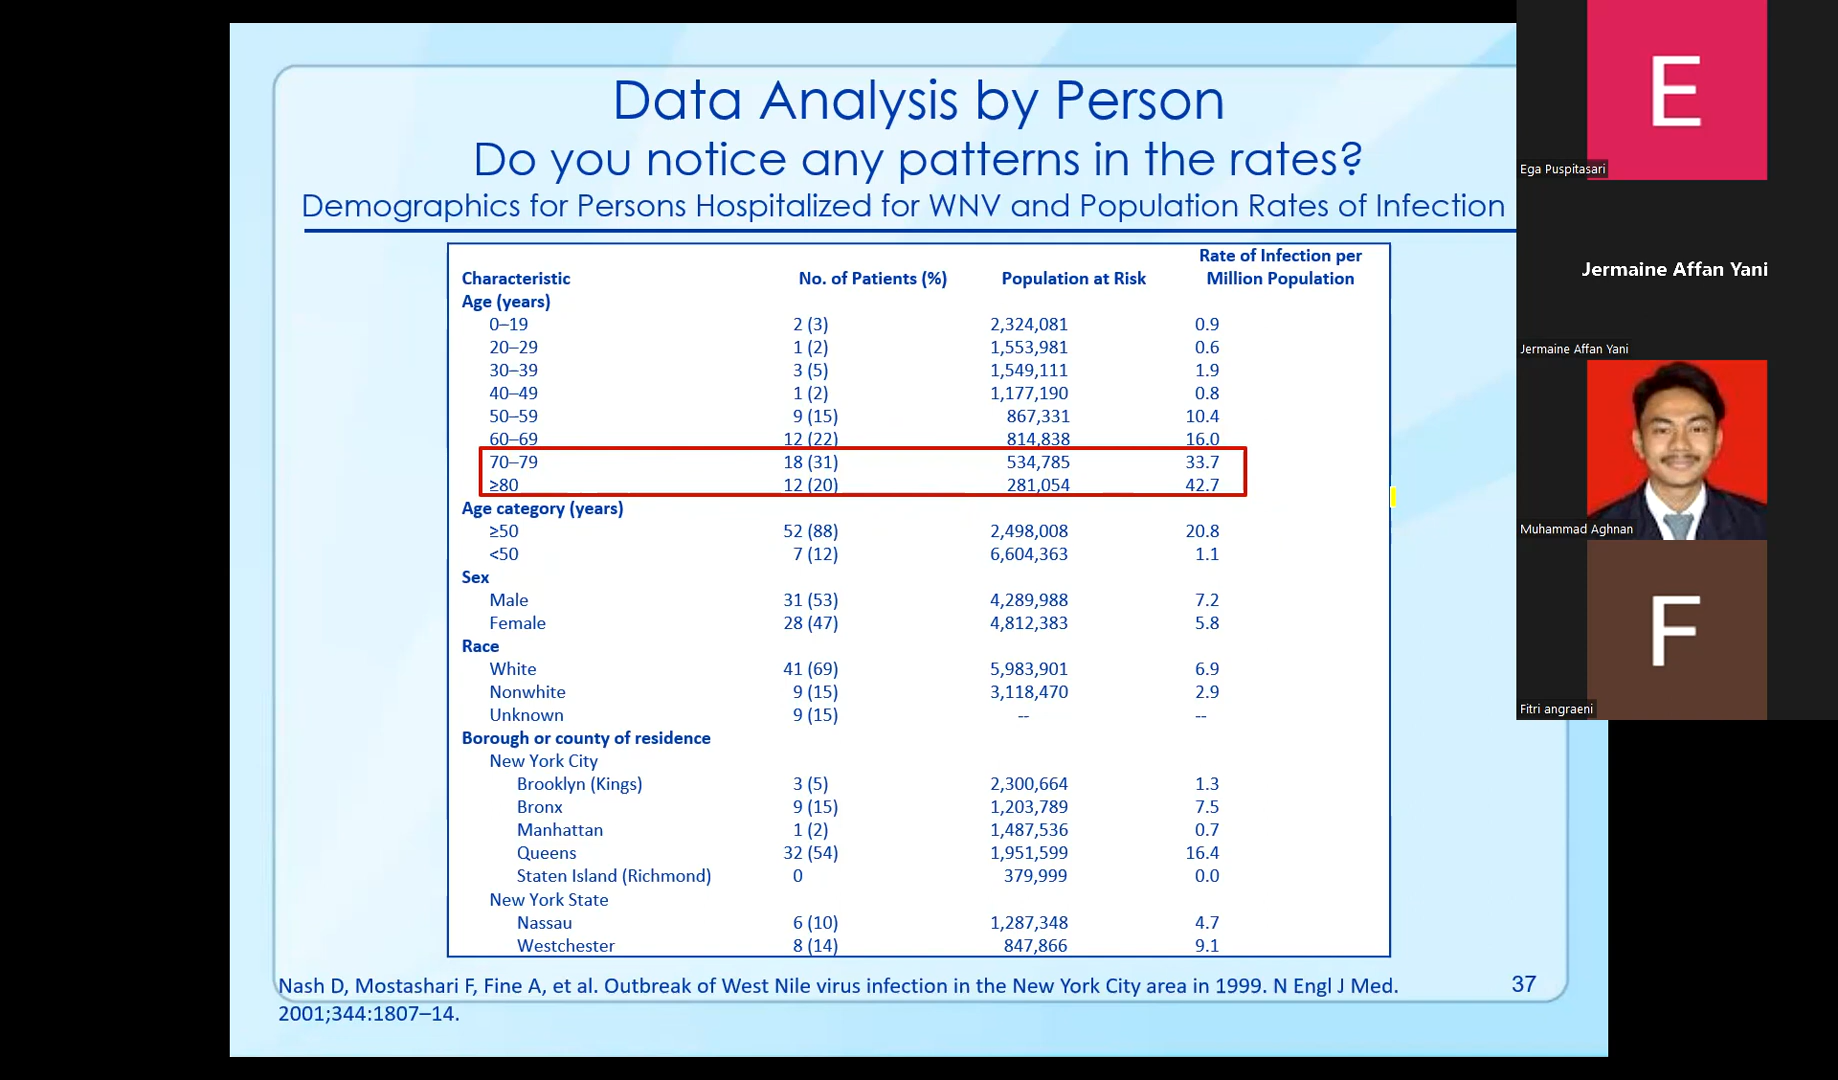 Data Analysis by Person
Do you notice any patterns in the rates?
Demographics for Persons Hospitalized for WNV and Population Rates of Infection
Characteristic No. of Patients (%) Population at Risk Rate of Infection per Million Population
Age (years)
0–19 2 (3) 2,324,081 0.9
20–29 1 (2) 1,553,981 0.6
30–39 3 (5) 1,549,111 1.9
40–49 1 (2) 1,177,190 0.8
50–59 9 (15) 867,331 10.4
60–69 12 (22) 814,838 16.0
70–79 18 (31) 534,785 33.7
≥80 12 (20) 281,054 42.7
Age category (years)
≥50 52 (88) 2,498,008 20.8
<50 7 (12) 6,604,363 1.1
Sex
Male 31 (53) 4,289,988 7.2
Female 28 (47) 4,812,383 5.8
Race
White 41 (69) 5,983,901 6.9
Nonwhite 9 (15) 3,118,470 2.9
Unknown 9 (15) -- --
Borough or county of residence
New York City
Brooklyn (Kings) 3 (5) 2,300,664 1.3
Bronx 9 (15) 1,203,789 7.5
Manhattan 1 (2) 1,487,536 0.7
Queens 32 (54) 1,951,599 16.4
Staten Island (Richmond) 0 379,999 0.0
New York State
Nassau 6 (10) 1,287,348 4.7
Westchester 8 (14) 847,866 9.1
Nash D, Mostashari F, Fine A, et al. Outbreak of West Nile virus infection in the New York City area in 1999. N Engl J Med.
2001;344:1807–14.
37
E
Ega Puspitasari
Jermaine Affan Yani
Jermaine Affan Yani
Muhammad Aghnan
F
Fitri angraeni